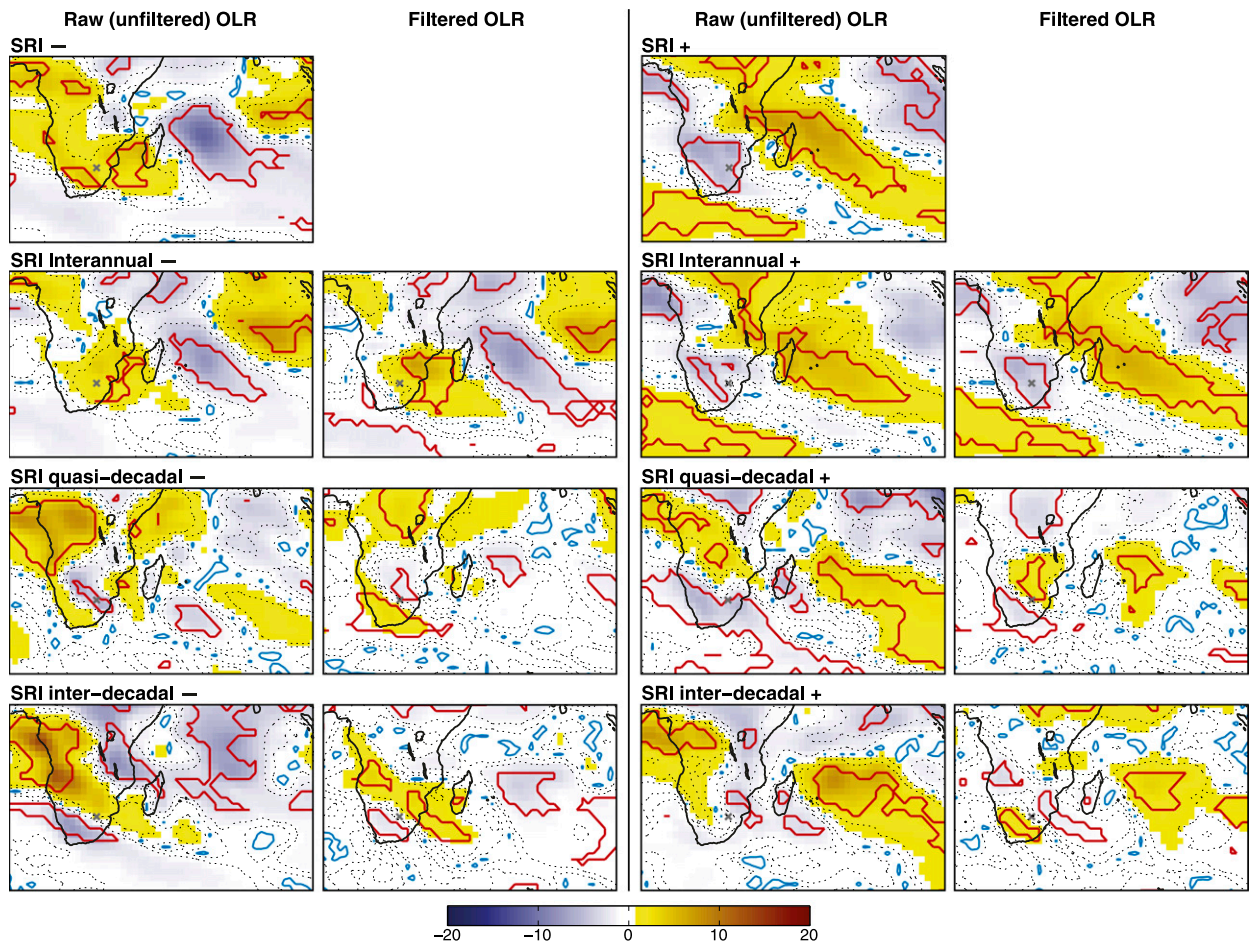 Raw (unfiltered) OLR Filtered OLR Raw (unfiltered) OLR Filtered OLR
SRI − SRI +
SRI Interannual − SRI Interannual +
SRI quasi−decadal − SRI quasi−decadal +
SRI inter−decadal − SRI inter−decadal +
−20 −10 0 10 20